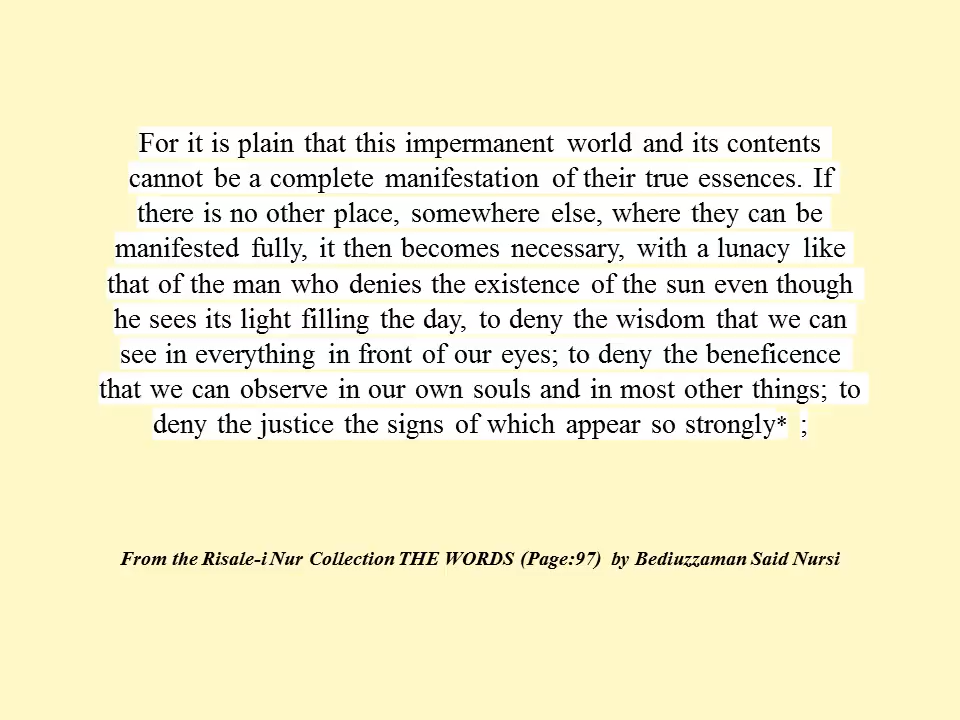 For it is plain that this impermanent world and its contents
cannot be a complete manifestation of their true essences. If
there is no other place, somewhere else, where they can be
manifested fully, it then becomes necessary, with a lunacy like
that of the man who denies the existence of the sun even though
he sees its light filling the day, to deny the wisdom that we can
see in everything in front of our eyes; to deny the beneficence
that we can observe in our own souls and in most other things; to
deny the justice the signs of which appear so strongly* ;
From the Risale-i Nur Collection THE WORDS (Page:97) by Bediuzzaman Said Nursi